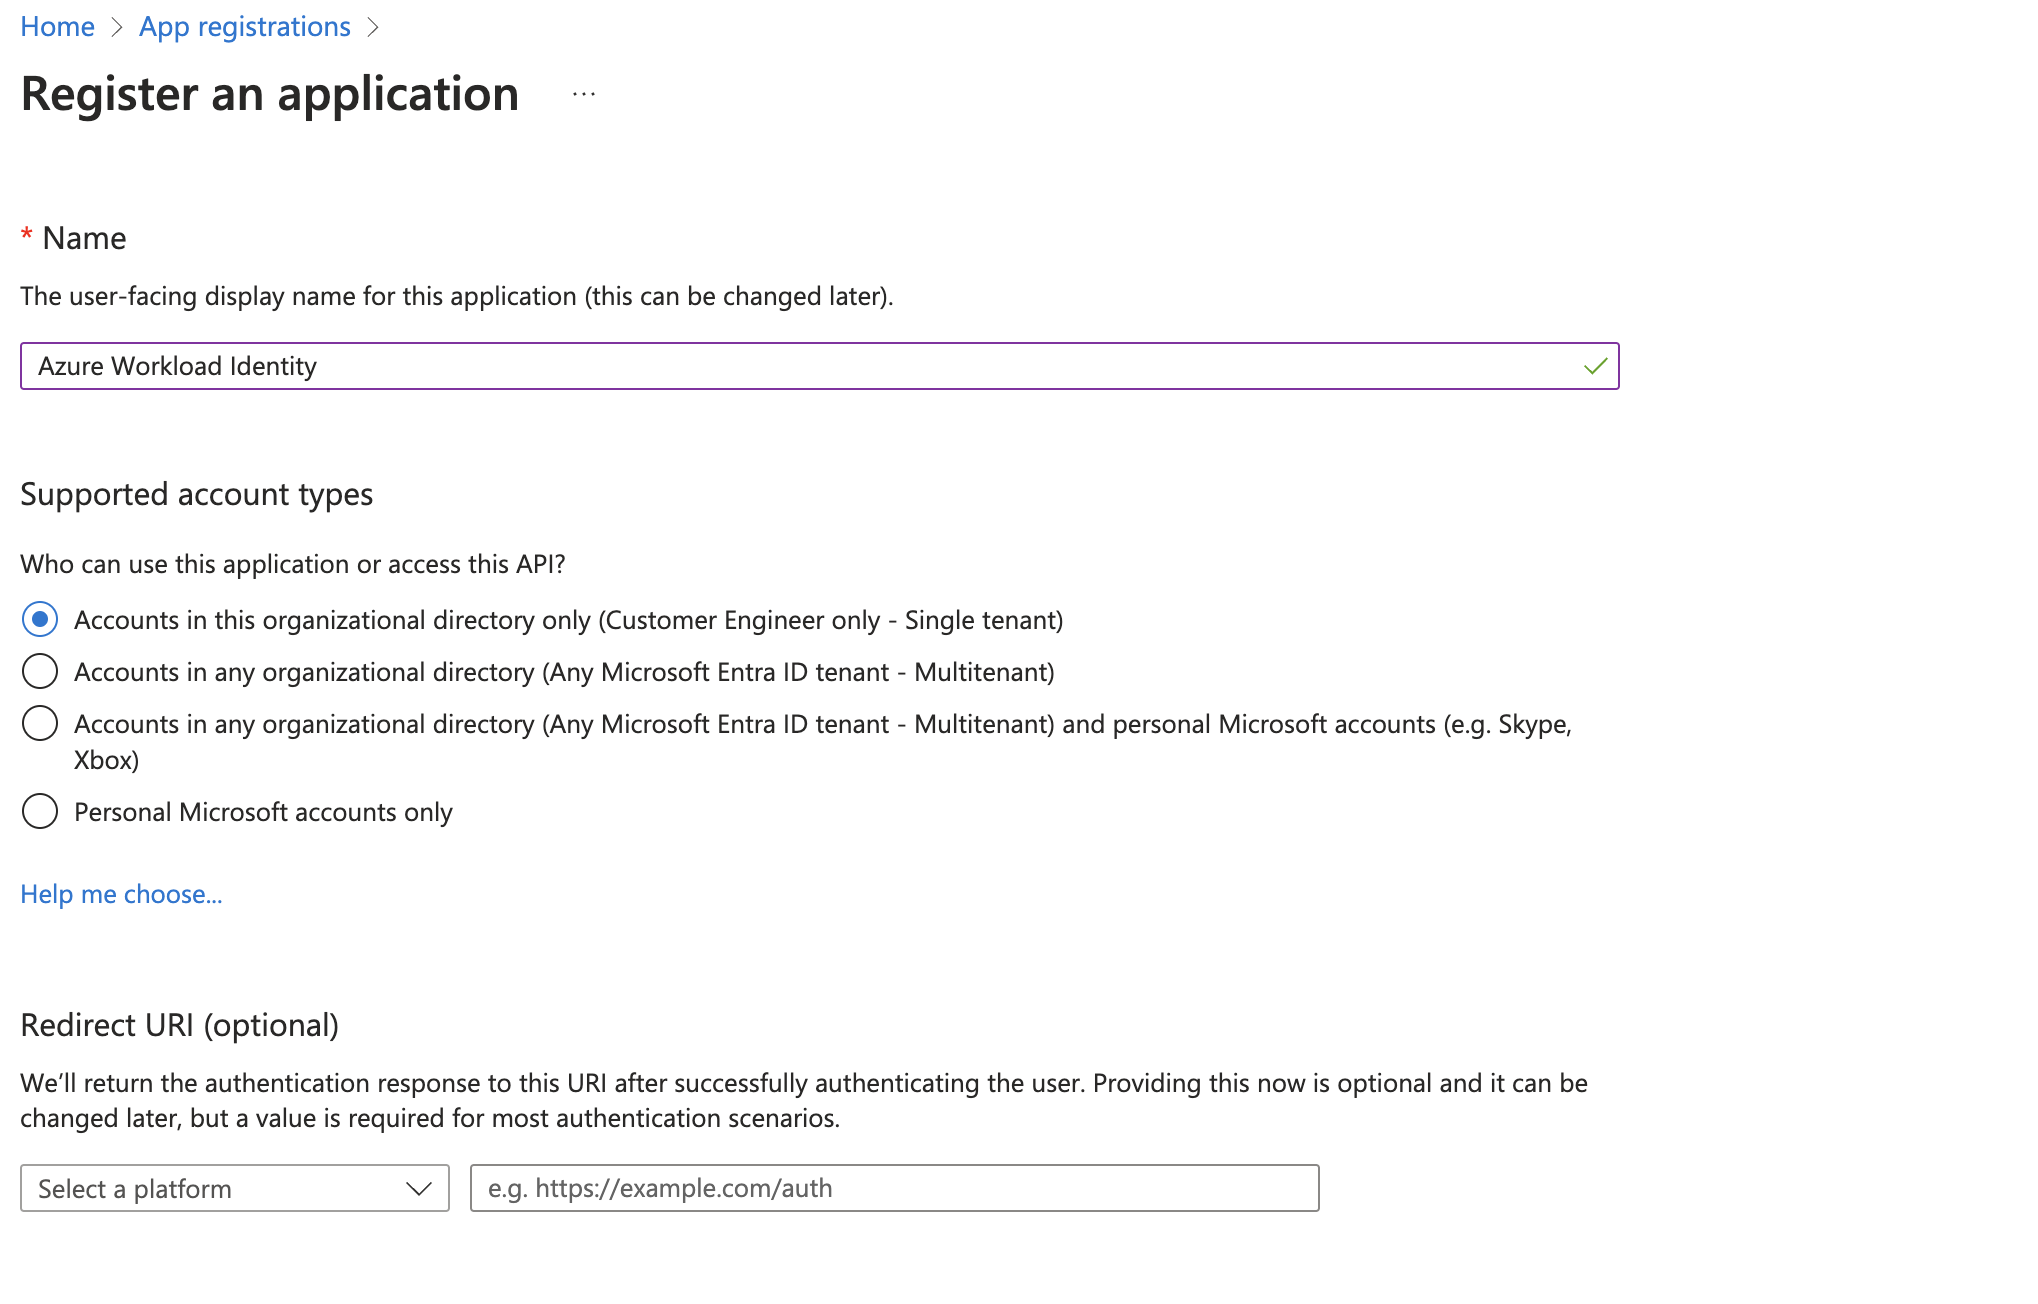 Home > App registrations >
Register an application ...
* Name
The user-facing display name for this application (this can be changed later).
Azure Workload Identity
Supported account types
Who can use this application or access this API?
Accounts in this organizational directory only (Customer Engineer only - Single tenant)
Accounts in any organizational directory (Any Microsoft Entra ID tenant - Multitenant)
Accounts in any organizational directory (Any Microsoft Entra ID tenant - Multitenant) and personal Microsoft accounts (e.g. Skype,
Xbox)
Personal Microsoft accounts only
Help me choose...
Redirect URI (optional)
We’ll return the authentication response to this URI after successfully authenticating the user. Providing this now is optional and it can be
changed later, but a value is required for most authentication scenarios.
Select a platform
e.g. https://example.com/auth